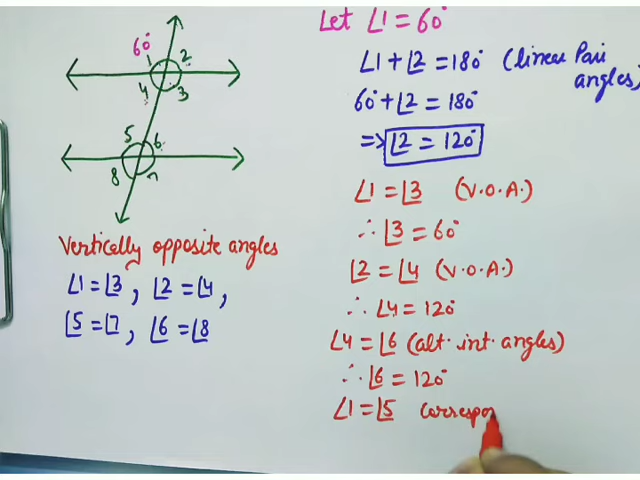 60°
1 2
4 3
5 6
8 7
Vertically opposite angles
∠1 = ∠3, ∠2 = ∠4,
∠5 = ∠7, ∠6 = ∠8
Let ∠1 = 60°
∠1 + ∠2 = 180° (linear Pair
angles)
60° + ∠2 = 180°
=> ∠2 = 120°
∠1 = ∠3 (V.O.A.)
∴ ∠3 = 60°
∠2 = ∠4 (V.O.A.)
∴ ∠4 = 120°
∠4 = ∠6 (alt. int. angles)
∴ ∠6 = 120°
∠1 = ∠5 correspo